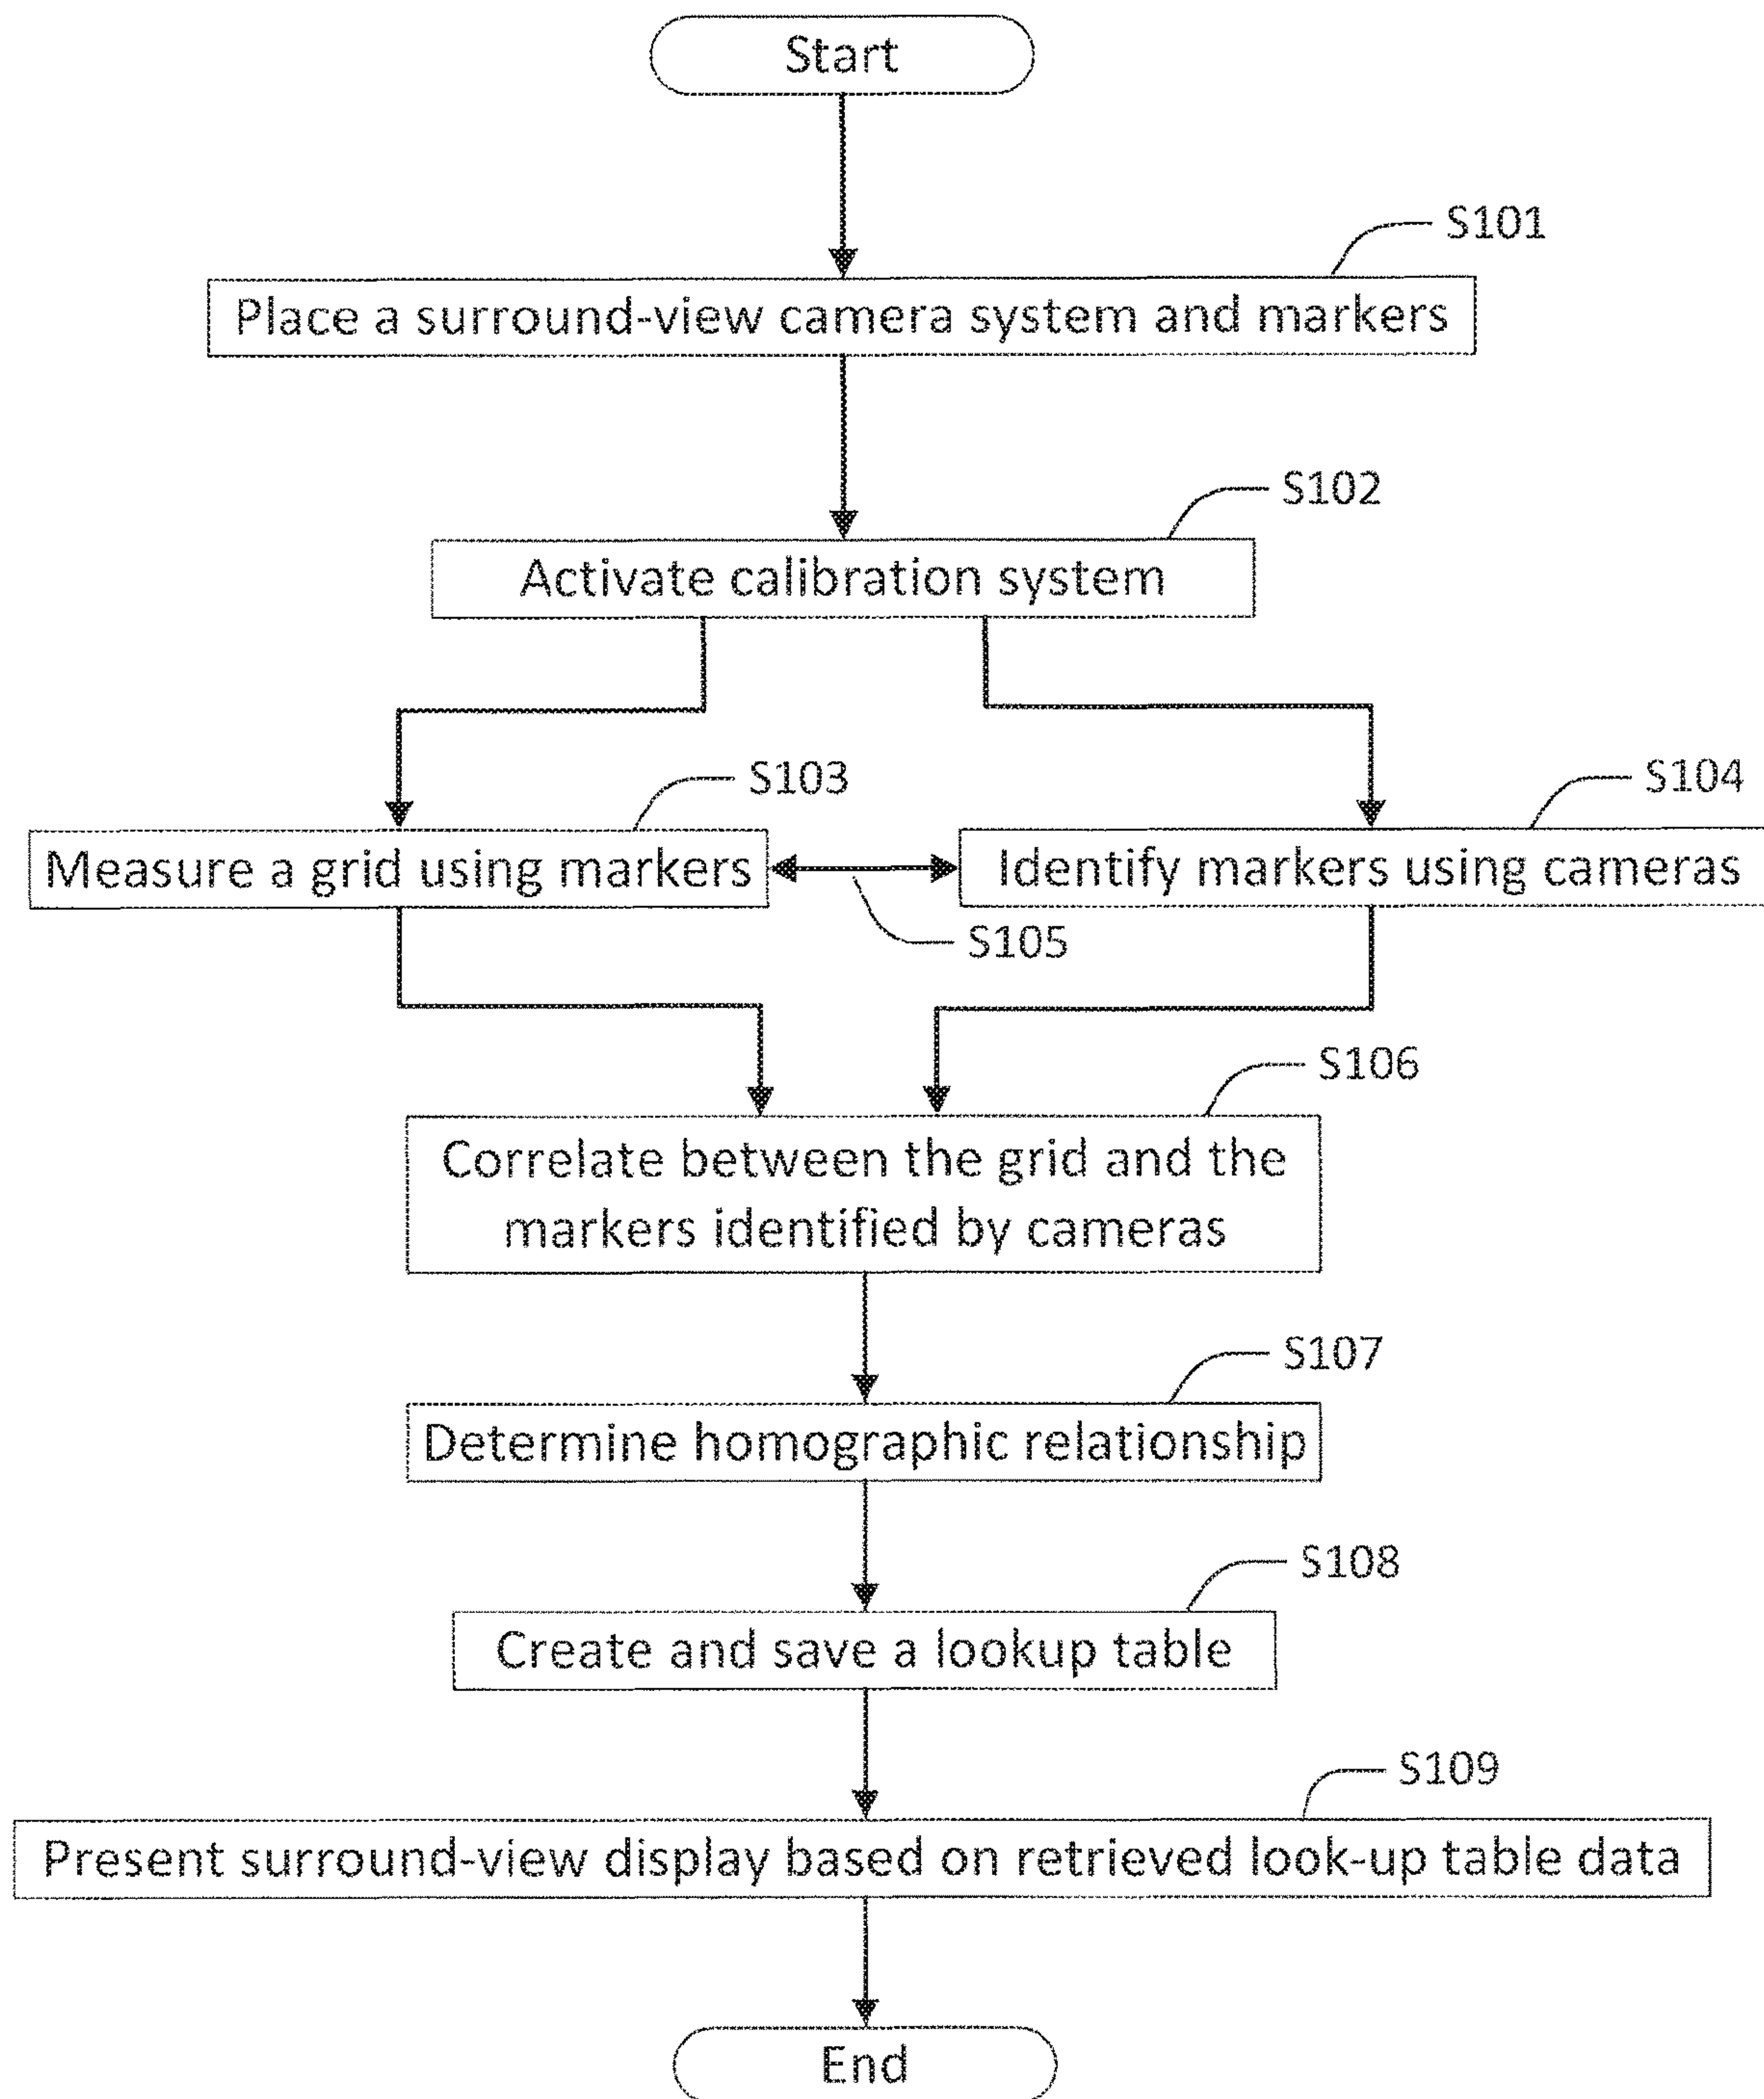 Start
S101
Place a surround-view camera system and markers
S102
Activate calibration system
S103
S104
Measure a grid using markers
Identify markers using cameras
S105
S106
Correlate between the grid and the
markers identified by cameras
S107
Determine homographic relationship
S108
Create and save a lookup table
S109
Present surround-view display based on retrieved look-up table data
End